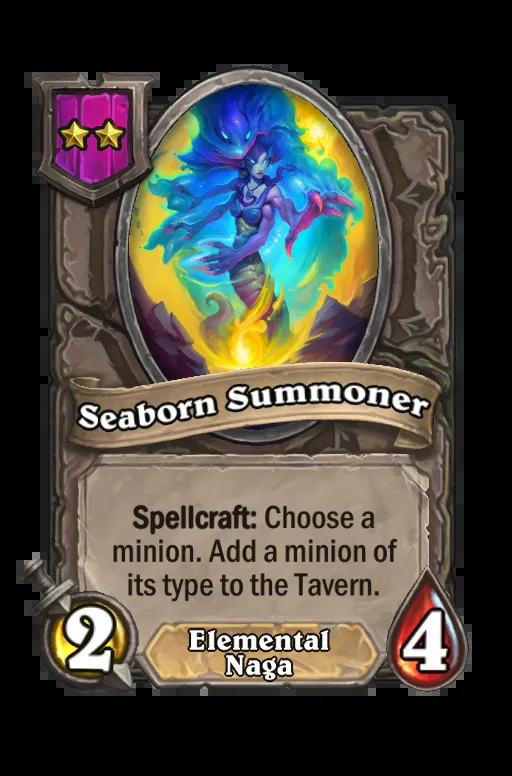 Seaborn Summoner
Spellcraft: Choose a
minion. Add a minion of
its type to the Tavern.
2
Elemental
Naga
4